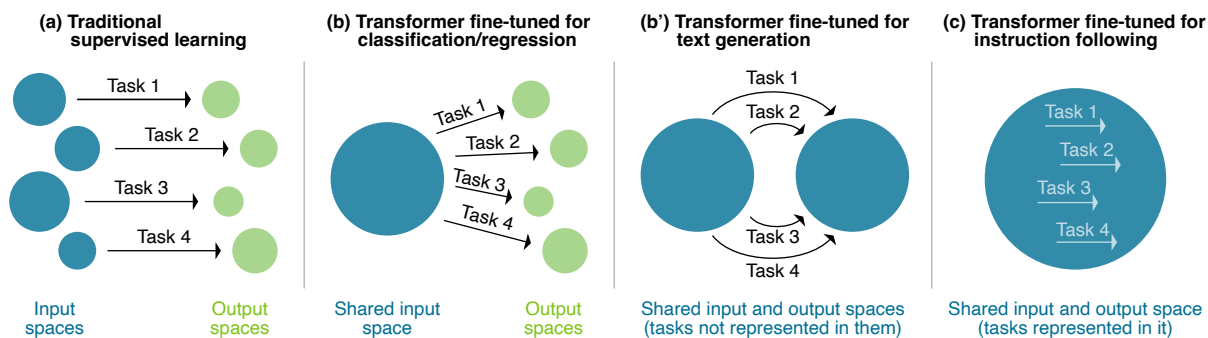 (a) Traditional
supervised learning
Task 1
Task 2
Task 3
Task 4
Input
spaces
Output
spaces
(b) Transformer fine-tuned for
classification/regression
Task 1
Task 2
Task 3
Task 4
Shared input
space
Output
spaces
(b') Transformer fine-tuned for
text generation
Task 1
Task 2
Task 3
Task 4
Shared input and output spaces
(tasks not represented in them)
(c) Transformer fine-tuned for
instruction following
Task 1
Task 2
Task 3
Task 4
Shared input and output space
(tasks represented in it)